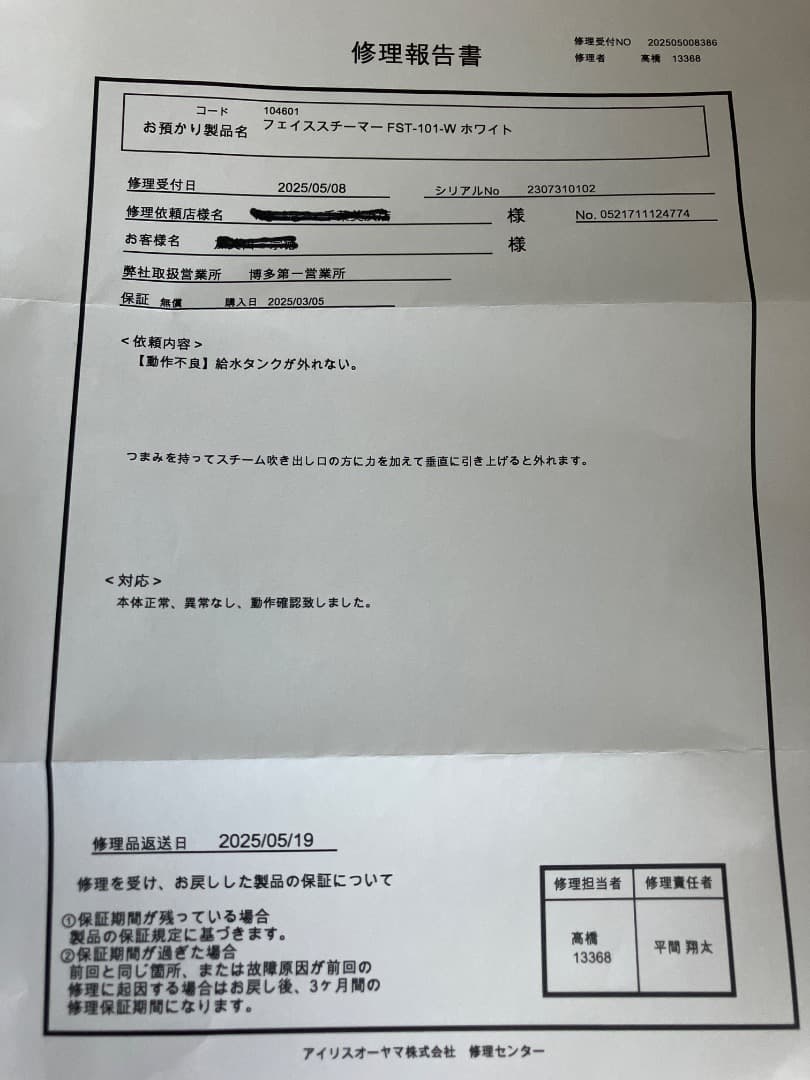 修理報告書
修理受付NO 202505008386
修理者 高橋 13368
コード 104601
お預かり製品名 フェイススチーマー FST-101-W ホワイト
修理受付日 2025/05/08 シリアルNo 2307310102
修理依頼店様名 様 No. 0521711124774
お客様名 様
弊社取扱営業所 博多第一営業所
保証 無償 購入日 2025/03/05
<依頼内容>
【動作不良】給水タンクが外れない。
つまみを持ってスチーム吹き出し口の方に力を加えて垂直に引き上げると外れます。
<対応>
本体正常、異常なし、動作確認致しました。
修理品返送日 2025/05/19
修理を受け、お戻しした製品の保証について
①保証期間が残っている場合
製品の保証規定に基づきます。
②保証期間が過ぎた場合
前回と同じ箇所、または故障原因が前回の
修理に起因する場合はお戻し後、3ヶ月間の
修理保証期間になります。
修理担当者 修理責任者
高橋
13368
平間 翔太
アイリスオーヤマ株式会社 修理センター